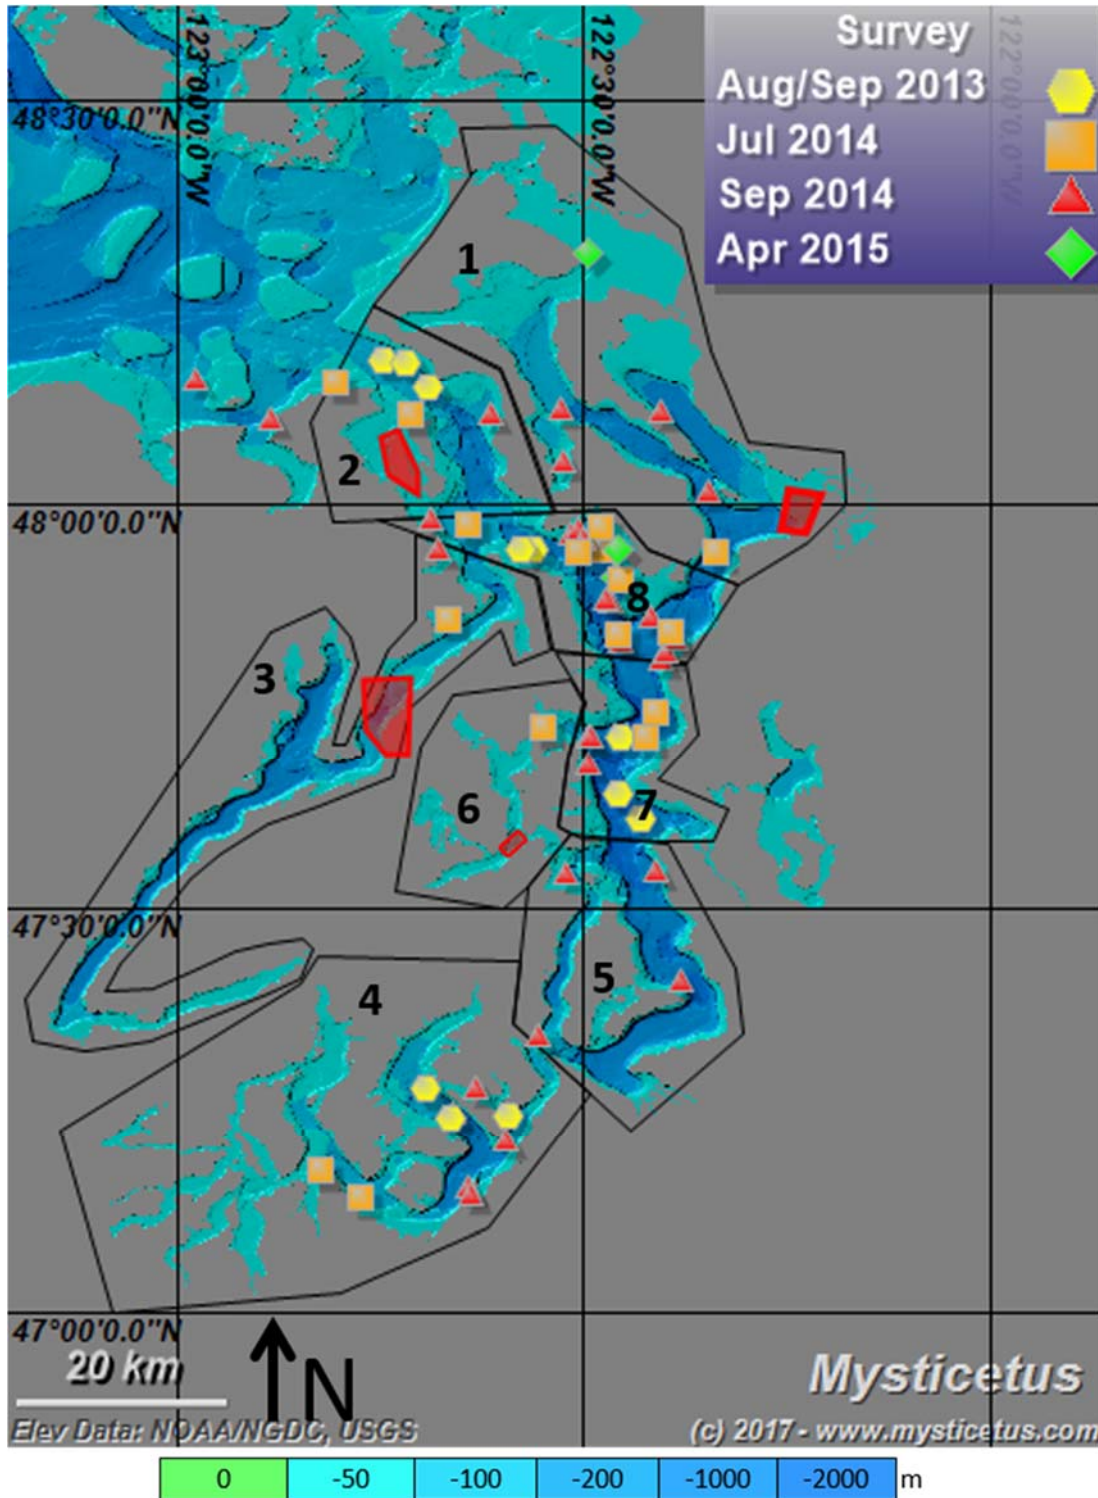 Survey
Aug/Sep 2013
Jul 2014
Sep 2014
Apr 2015
123°00'0.0"W
122°30'0.0"W
122°00'0.0"W
48°30'0.0"N
1
2
48°00'0.0"N
8
3
7
6
47°30'0.0"N
5
4
47°00'0.0"N
20 km
N
Mysticetus
Elev Data: NOAA/NGDC, USGS
(c) 2017 - www.mysticetus.com
0 -50 -100 -200 -1000 -2000 m